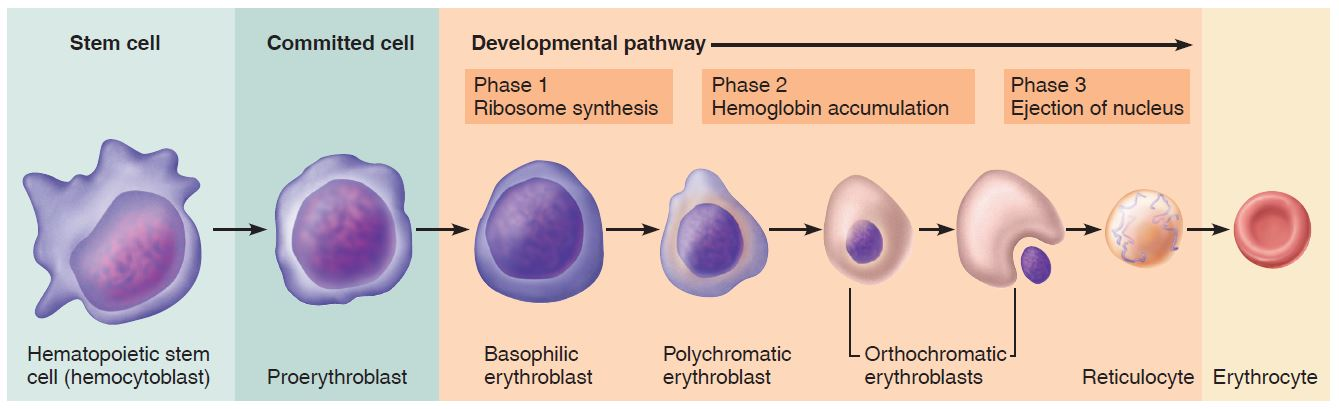 Stem cell
Committed cell
Developmental pathway
Phase 1
Ribosome synthesis
Phase 2
Hemoglobin accumulation
Phase 3
Ejection of nucleus
Hematopoietic stem
cell (hemocytoblast)
Proerythroblast
Basophilic
erythroblast
Polychromatic
erythroblast
Orthochromatic
erythroblasts
Reticulocyte
Erythrocyte